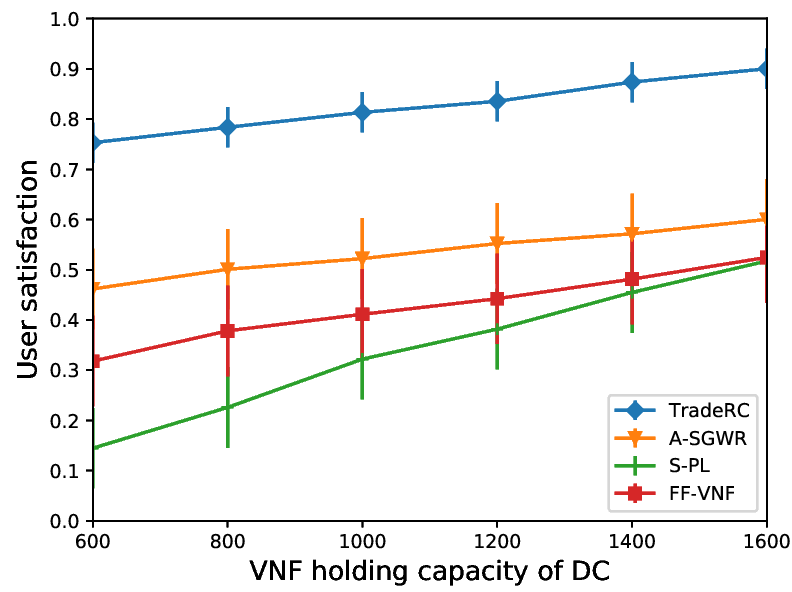 1.0
0.9
0.8
0.7
0.6
0.5
0.4
0.3
0.2
0.1
0.0
User satisfaction
TradeRC
A-SGWR
S-PL
FF-VNF
600 800 1000 1200 1400 1600
VNF holding capacity of DC